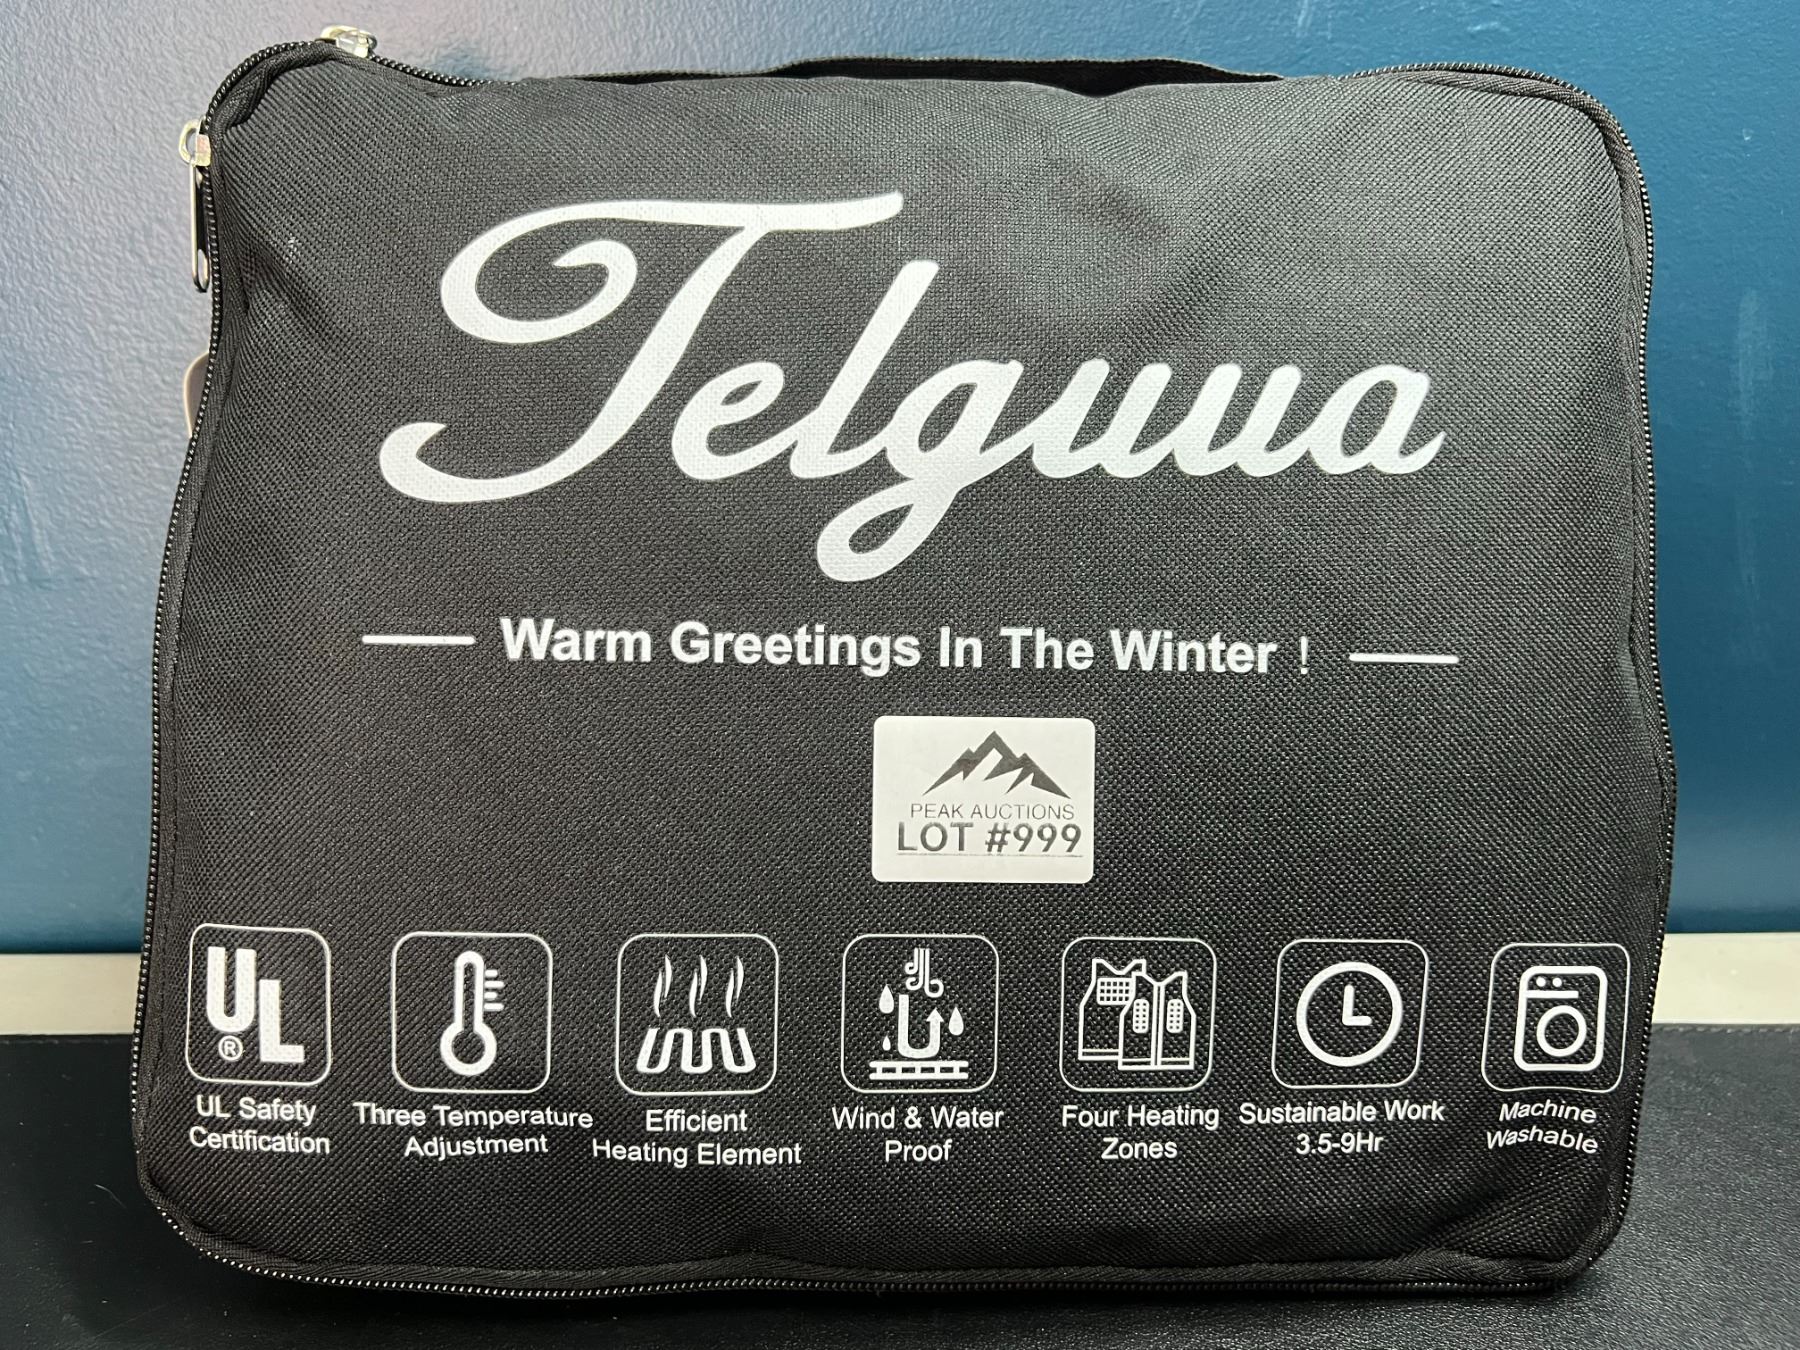 Telguua
Warm Greetings In The Winter !
PEAK AUCTIONS
LOT #999
UL
®
UL Safety
Certification
Three Temperature
Adjustment
Efficient
Heating Element
Wind & Water
Proof
Four Heating
Zones
Sustainable Work
3.5-9Hr
Machine
Washable